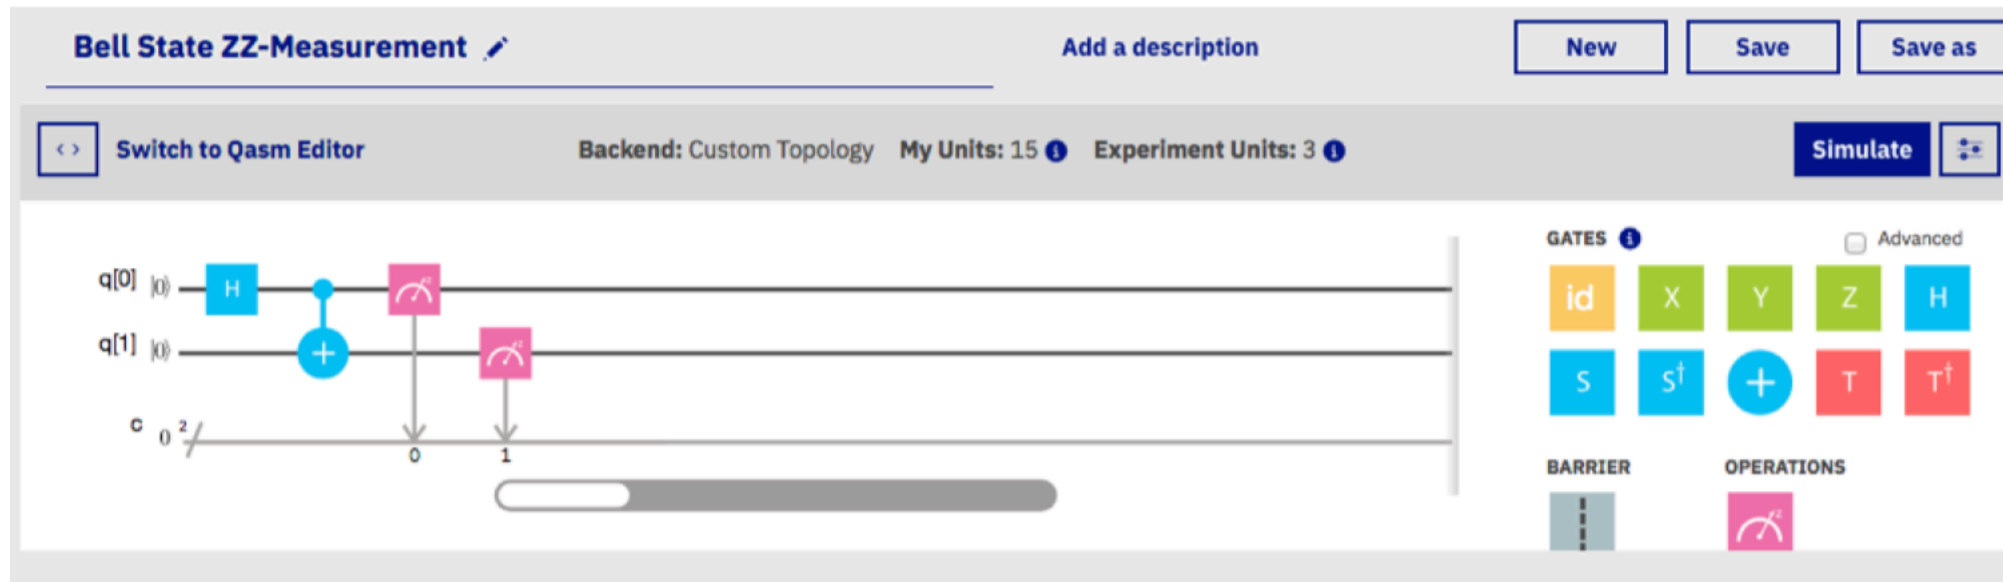 Bell State ZZ-Measurement
Add a description
New
Save
Save as
<> Switch to Qasm Editor
Backend: Custom Topology My Units: 15 i Experiment Units: 3 i
Simulate
GATES i
Advanced
q[0] |0⟩ H z
q[1] |0⟩ + z
c 0 2
0 1
id X Y Z H
S S† + T T†
BARRIER OPERATIONS
z